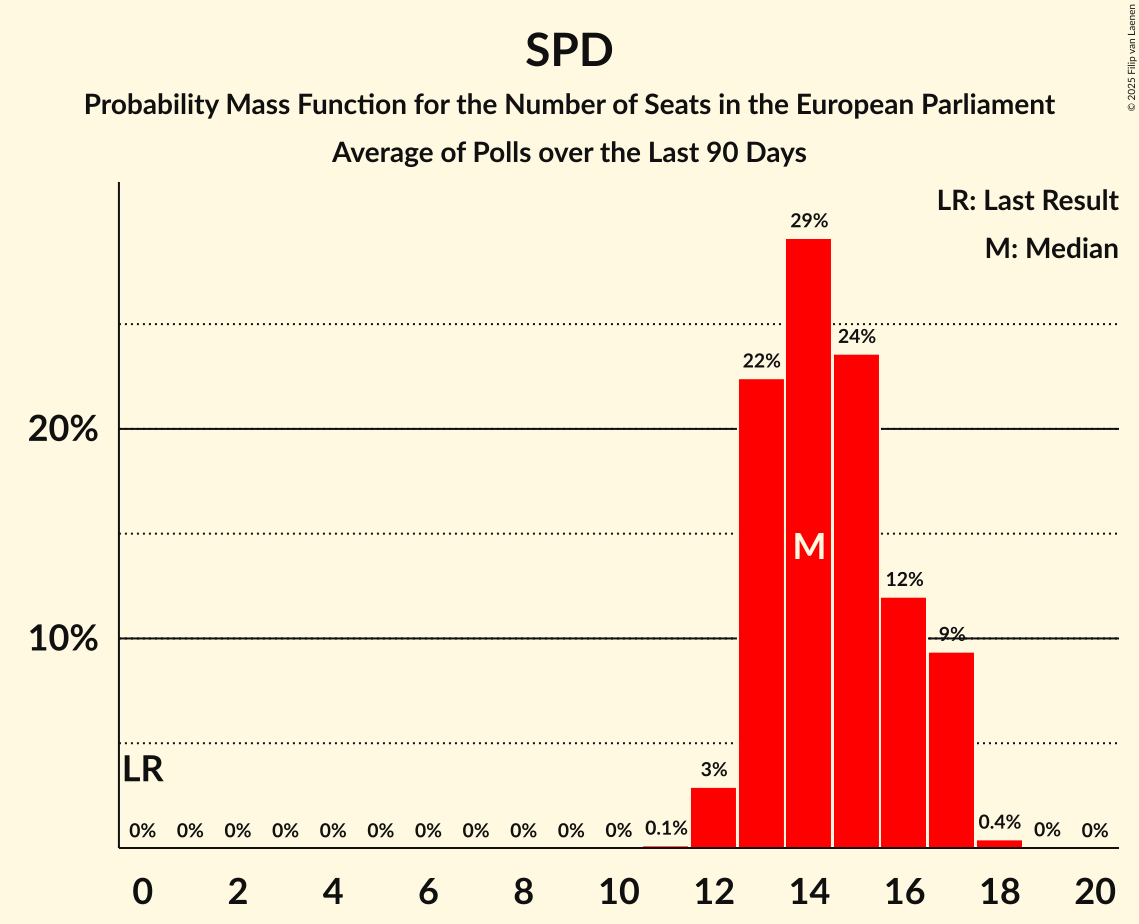 SPD
Probability Mass Function for the Number of Seats in the European Parliament
Average of Polls over the Last 90 Days
© 2025 Filip van Laenen
LR: Last Result
M: Median
29%
24%
22%
20%
M
12%
10%
9%
LR
3%
0% 0% 0% 0% 0% 0% 0% 0% 0% 0% 0% 0.1% 0.4% 0% 0%
0 2 4 6 8 10 12 14 16 18 20